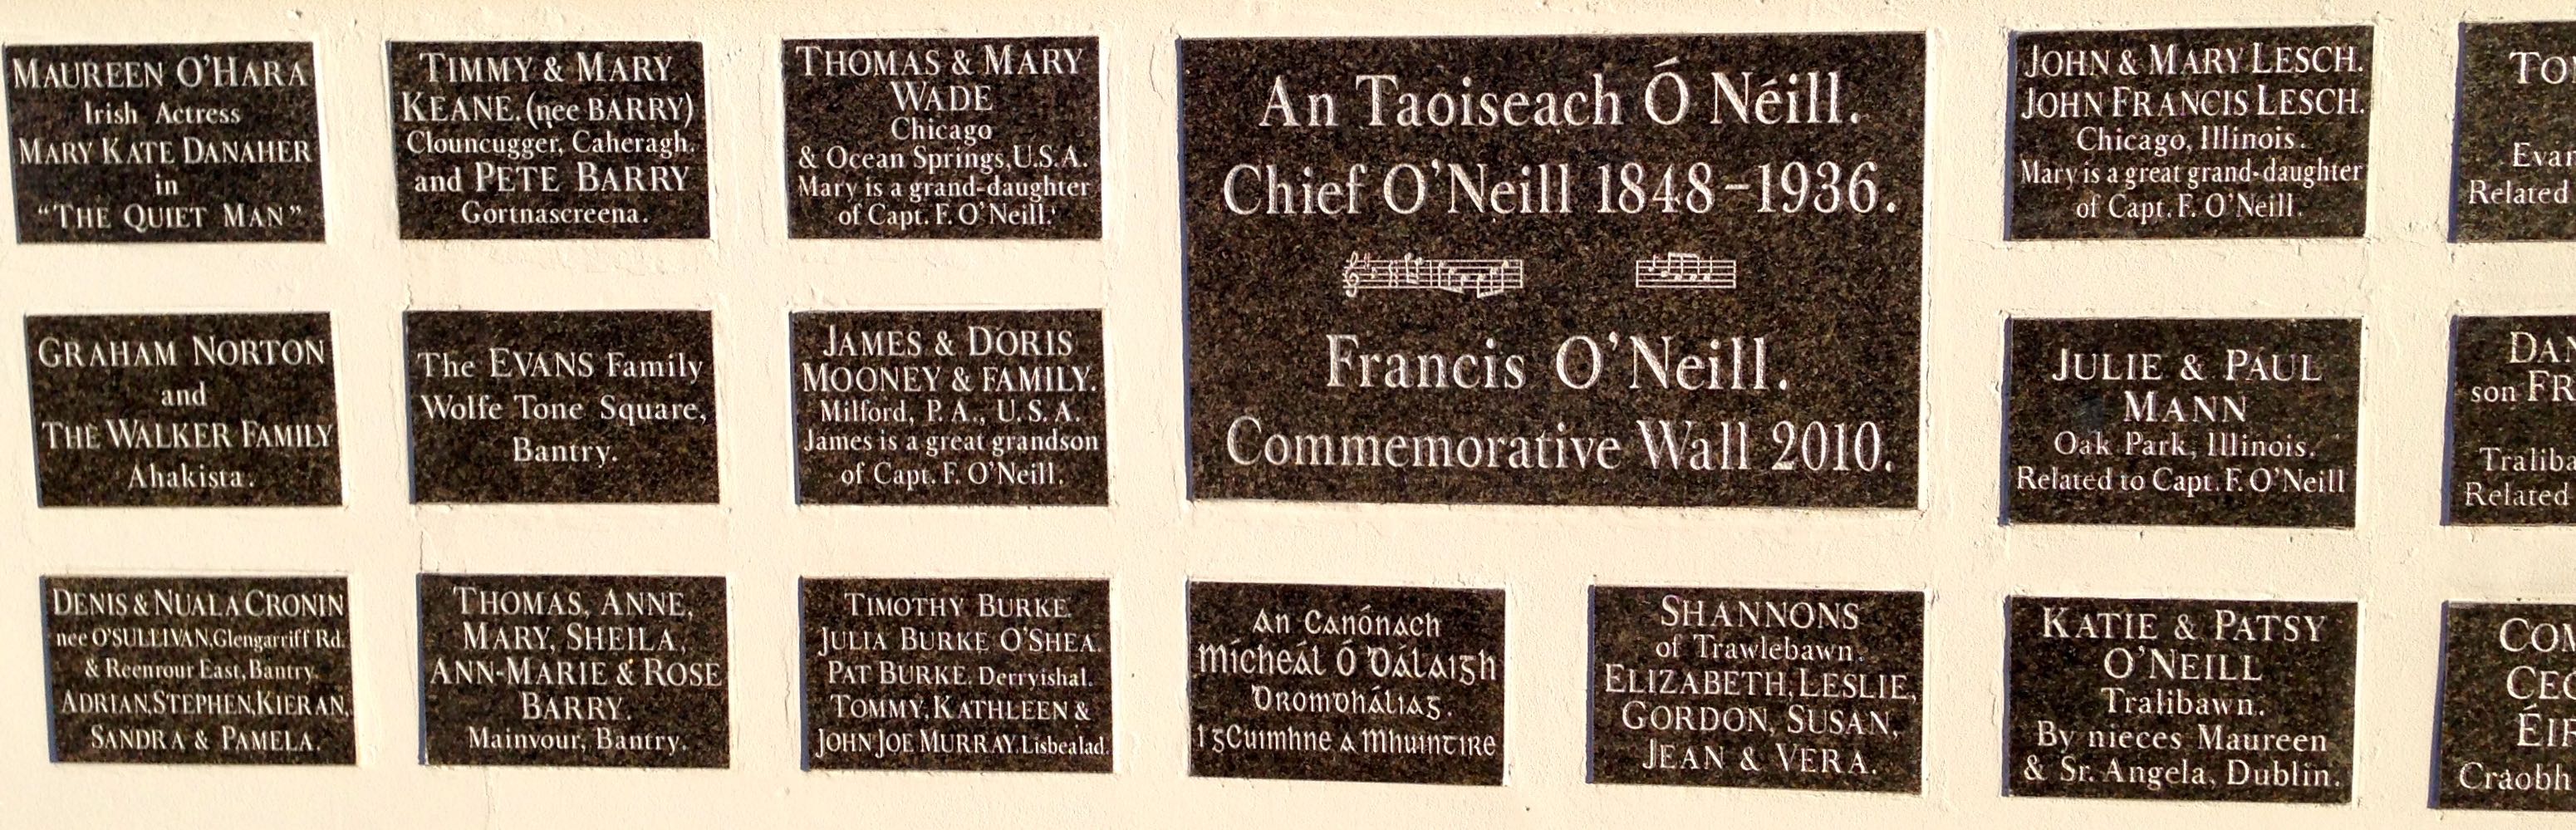 MAUREEN O'HARA
Irish Actress
MARY KATE DANAHER
in
"THE QUIET MAN"
TIMMY & MARY
KEANE. (nee BARRY)
Clouncugger, Caheragh.
and PETE BARRY
Gortnascreena.
THOMAS & MARY
WADE
Chicago
& Ocean Springs, U.S.A.
Mary is a grand-daughter
of Capt. F. O'Neill.
An Taoiseach Ó Néill.
Chief O'Neill 1848-1936.
Francis O'Neill.
Commemorative Wall 2010.
JOHN & MARY LESCH.
JOHN FRANCIS LESCH.
Chicago, Illinois.
Mary is a great grand-daughter
of Capt. F. O'Neill.
Related
GRAHAM NORTON
and
THE WALKER FAMILY
Ahakista.
The EVANS Family
Wolfe Tone Square,
Bantry.
JAMES & DORIS
MOONEY & FAMILY.
Milford, P.A., U.S.A.
James is a great grandson
of Capt. F. O'Neill.
JULIE & PAUL
MANN
Oak Park, Illinois.
Related to Capt. F. O'Neill
son
Related
DENIS & NUALA CRONIN
nee O'SULLIVAN, Glengarriff Rd.
& Reenrour East, Bantry.
ADRIAN, STEPHEN, KIERAN,
SANDRA & PAMELA.
THOMAS, ANNE,
MARY, SHEILA,
ANN-MARIE & ROSE
BARRY.
Mainvour, Bantry.
TIMOTHY BURKE.
JULIA BURKE O'SHEA.
PAT BURKE. Derryishal.
TOMMY, KATHLEEN &
JOHN JOE MURRAY. Lisbealad.
An Canónach
Mícheál Ó Dálaigh
Dromdháliag.
I gCuimhne a Mhuintire
SHANNONS
of Trawlebawn.
ELIZABETH, LESLIE,
GORDON, SUSAN,
JEAN & VERA.
KATIE & PATSY
O'NEILL
Tralibawn.
By nieces Maureen
& Sr. Angela, Dublin.
Craobh